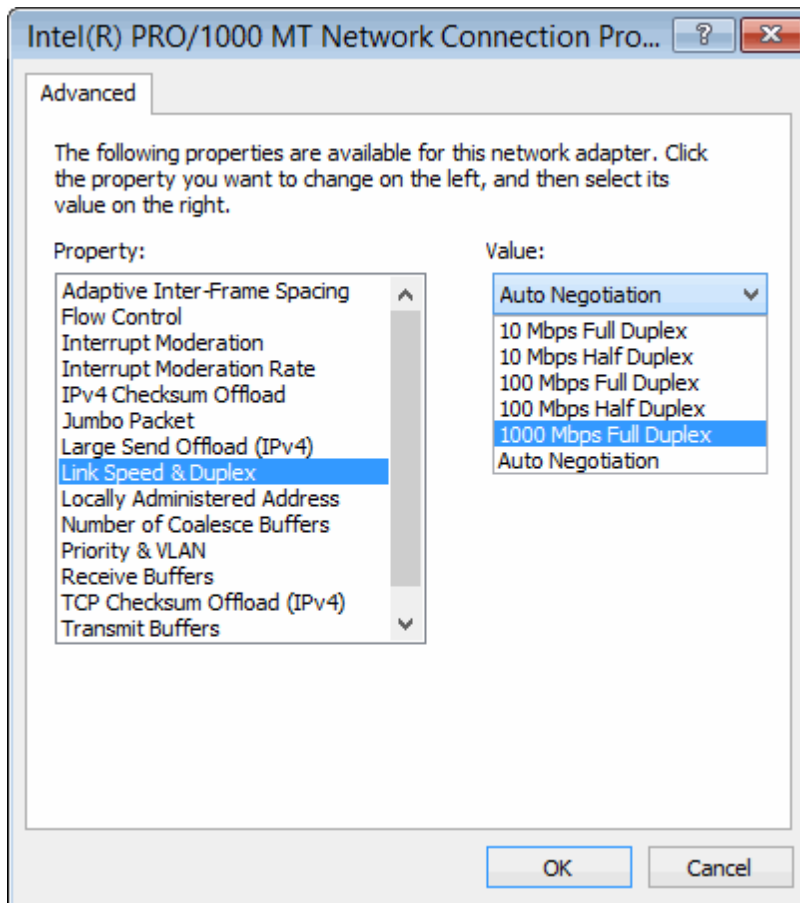 Intel(R) PRO/1000 MT Network Connection Pro...
Advanced
The following properties are available for this network adapter. Click
the property you want to change on the left, and then select its
value on the right.
Property:
Adaptive Inter-Frame Spacing
Flow Control
Interrupt Moderation
Interrupt Moderation Rate
IPv4 Checksum Offload
Jumbo Packet
Large Send Offload (IPv4)
Link Speed & Duplex
Locally Administered Address
Number of Coalesce Buffers
Priority & VLAN
Receive Buffers
TCP Checksum Offload (IPv4)
Transmit Buffers
Value:
Auto Negotiation
10 Mbps Full Duplex
10 Mbps Half Duplex
100 Mbps Full Duplex
100 Mbps Half Duplex
1000 Mbps Full Duplex
Auto Negotiation
OK
Cancel